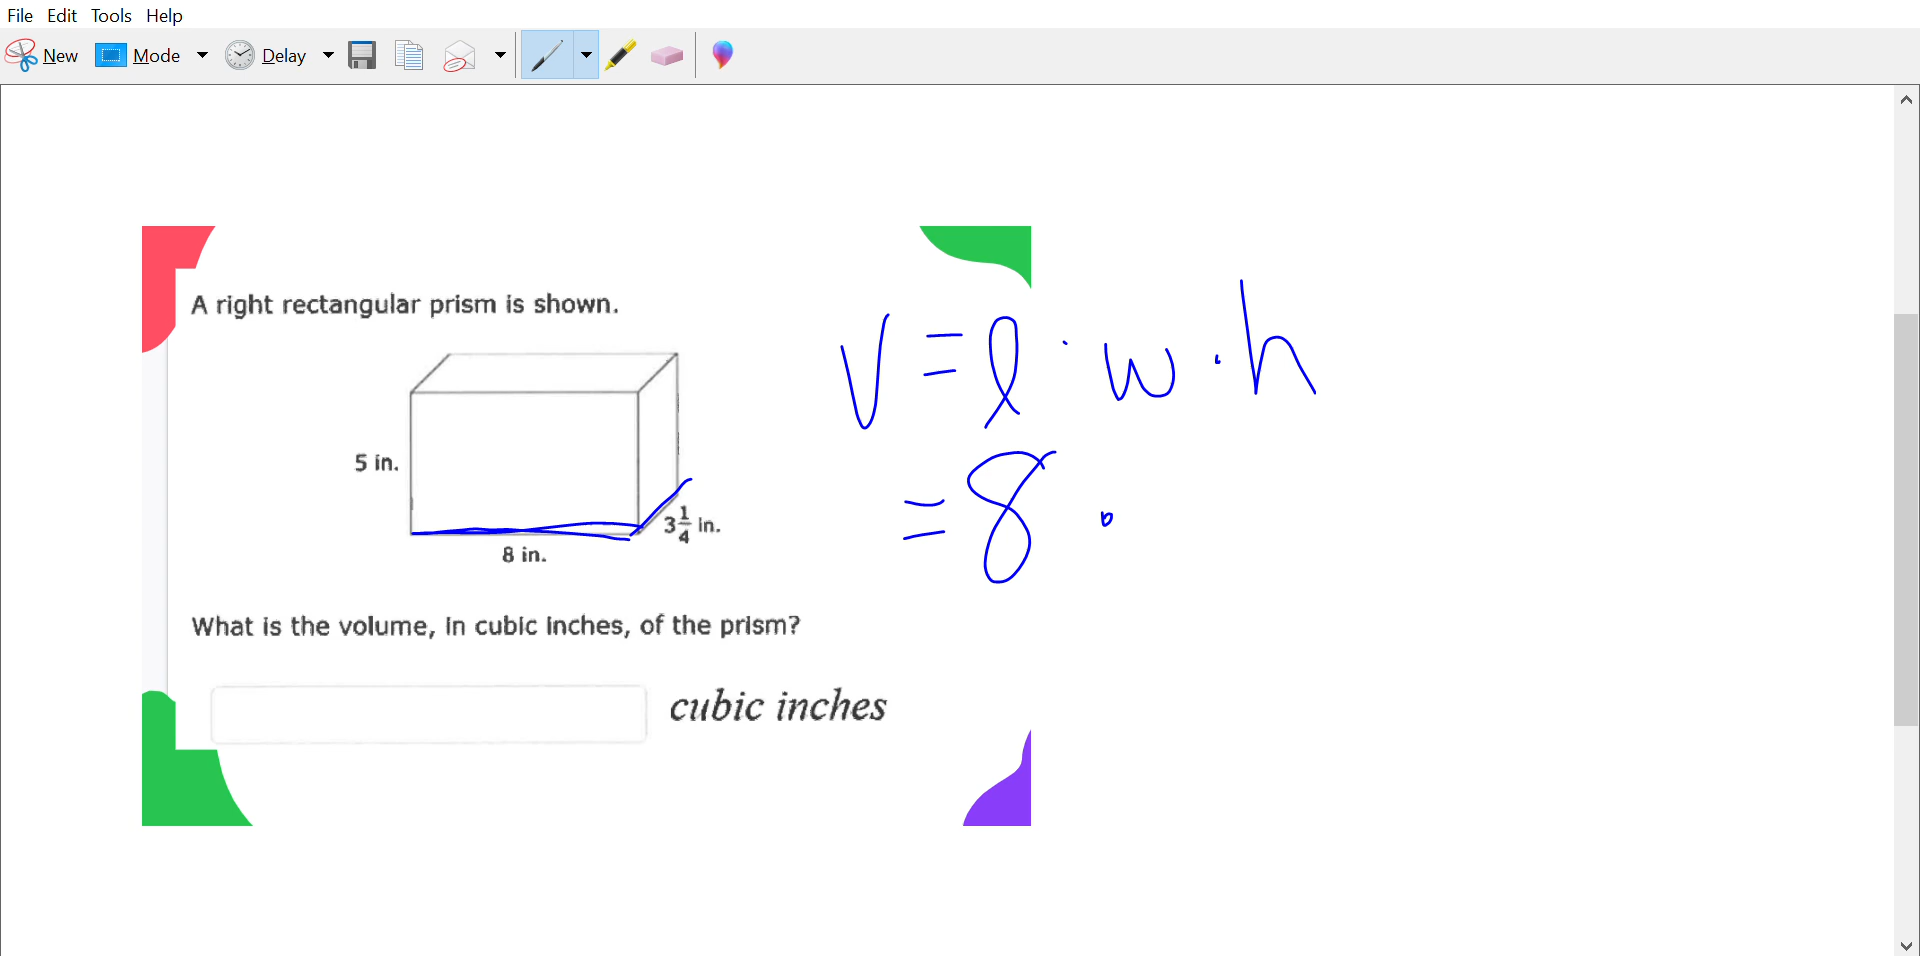 File Edit Tools Help
New Mode Delay
A right rectangular prism is shown.
V = l · w · h
= 8 ·
5 in.
3 1/4 in.
8 in.
What is the volume, in cubic inches, of the prism?
cubic inches